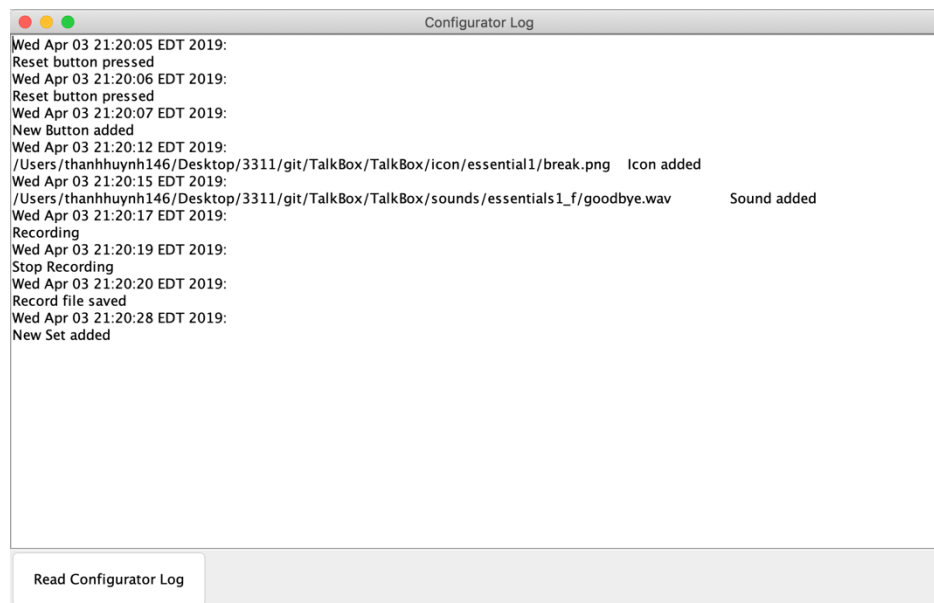 Configurator Log
Wed Apr 03 21:20:05 EDT 2019:
Reset button pressed
Wed Apr 03 21:20:06 EDT 2019:
Reset button pressed
Wed Apr 03 21:20:07 EDT 2019:
New Button added
Wed Apr 03 21:20:12 EDT 2019:
/Users/thanhhuynh146/Desktop/3311/git/TalkBox/TalkBox/icon/essential1/break.png Icon added
Wed Apr 03 21:20:15 EDT 2019:
/Users/thanhhuynh146/Desktop/3311/git/TalkBox/TalkBox/sounds/essentials1_f/goodbye.wav Sound added
Wed Apr 03 21:20:17 EDT 2019:
Recording
Wed Apr 03 21:20:19 EDT 2019:
Stop Recording
Wed Apr 03 21:20:20 EDT 2019:
Record file saved
Wed Apr 03 21:20:28 EDT 2019:
New Set added
Read Configurator Log